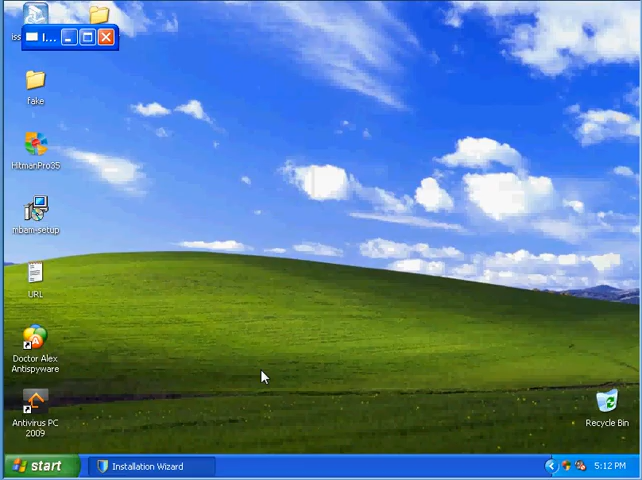 iss
I...
fake
HitmanPro35
mbam-setup
URL
Doctor Alex
Antispyware
Antivirus PC
2009
Recycle Bin
start
Installation Wizard
5:12 PM